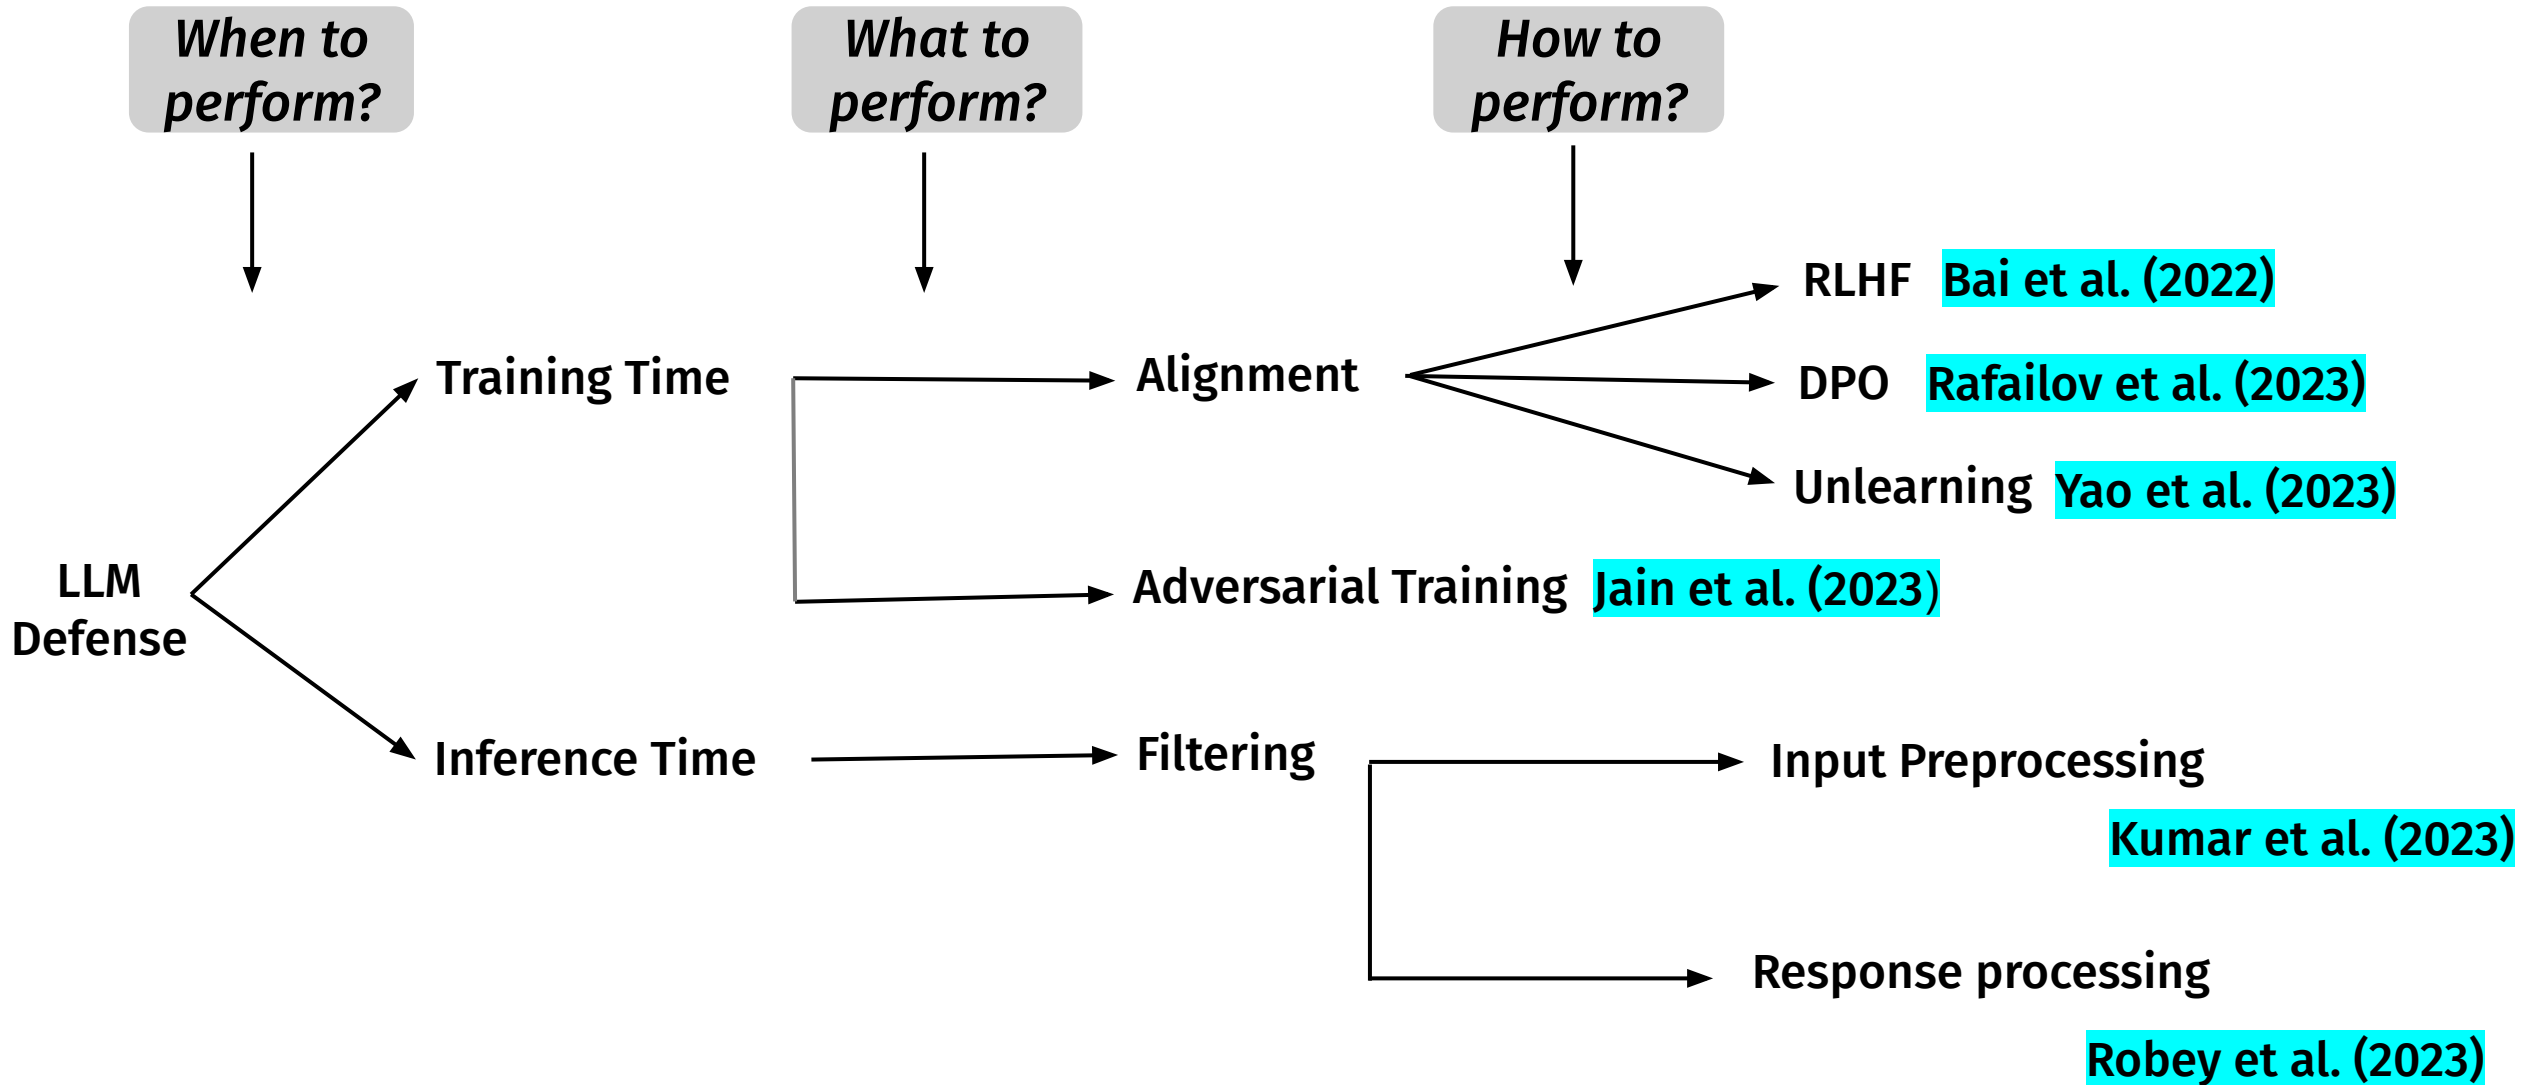 When to
perform?
What to
perform?
How to
perform?
RLHF Bai et al. (2022)
Training Time
Alignment
DPO Rafailov et al. (2023)
Unlearning Yao et al. (2023)
LLM
Defense
Adversarial Training Jain et al. (2023)
Inference Time
Filtering
Input Preprocessing
Kumar et al. (2023)
Response processing
Robey et al. (2023)